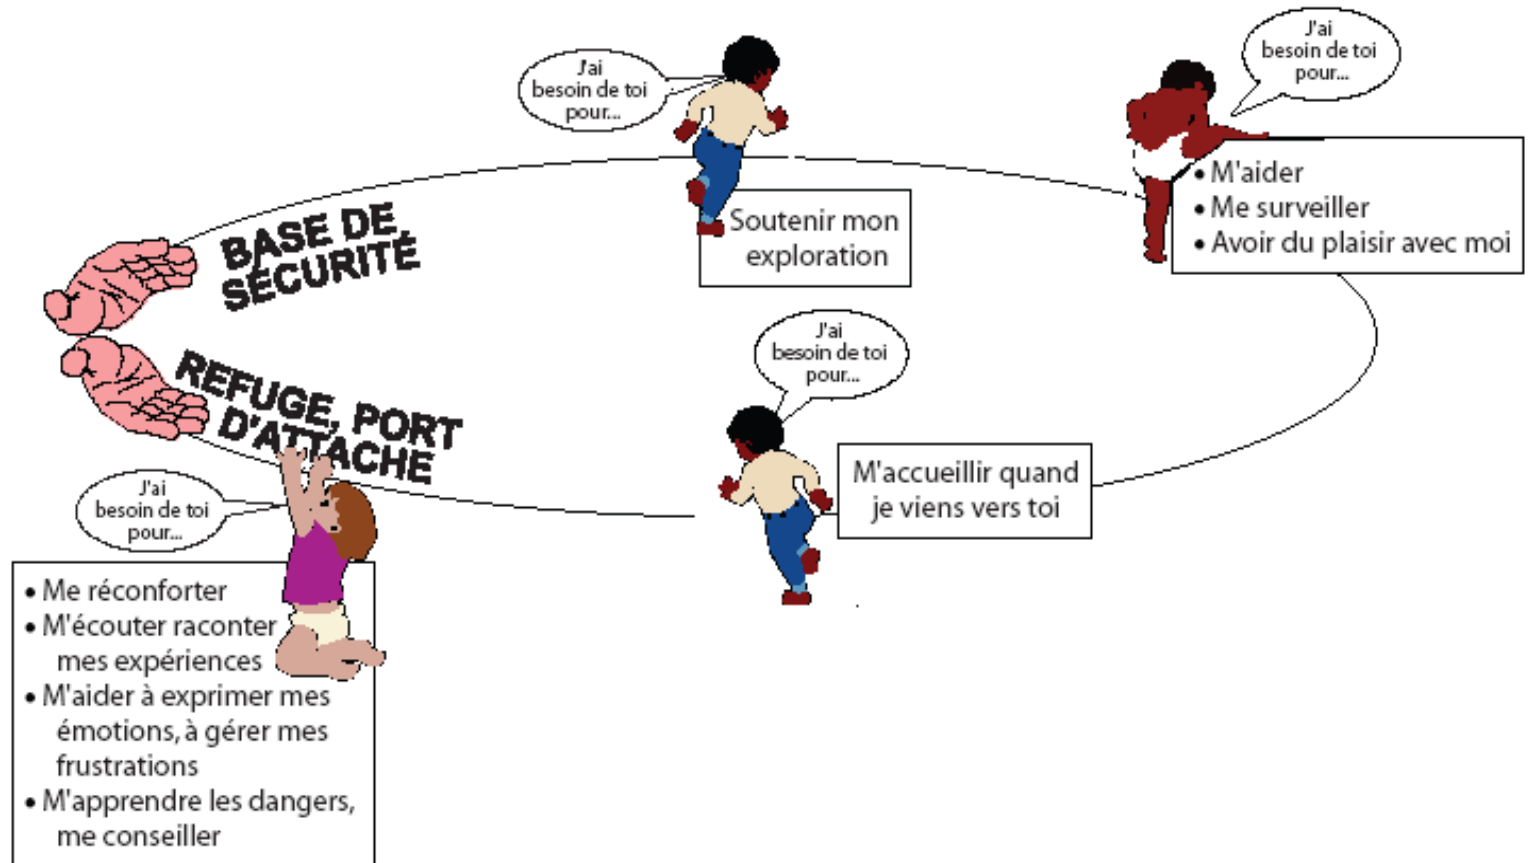 J'ai
besoin de toi
pour...
J'ai
besoin de toi
pour...
• M'aider
• Me surveiller
• Avoir du plaisir avec moi
BASE DE
SÉCURITÉ
Soutenir mon
exploration
J'ai
besoin de toi
pour...
REFUGE, PORT
D'ATTACHE
M'accueillir quand
je viens vers toi
J'ai
besoin de toi
pour...
• Me réconforter
• M'écouter raconter
mes expériences
• M'aider à exprimer mes
émotions, à gérer mes
frustrations
• M'apprendre les dangers,
me conseiller